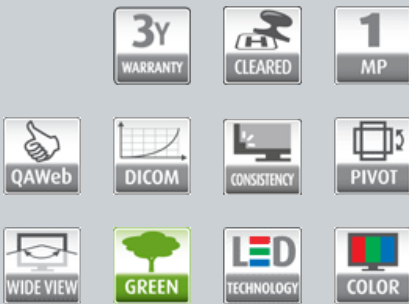 3Y
WARRANTY
CLEARED
1
MP
QAWeb
DICOM
CONSISTENCY
PIVOT
WIDE VIEW
GREEN
LED
TECHNOLOGY
COLOR